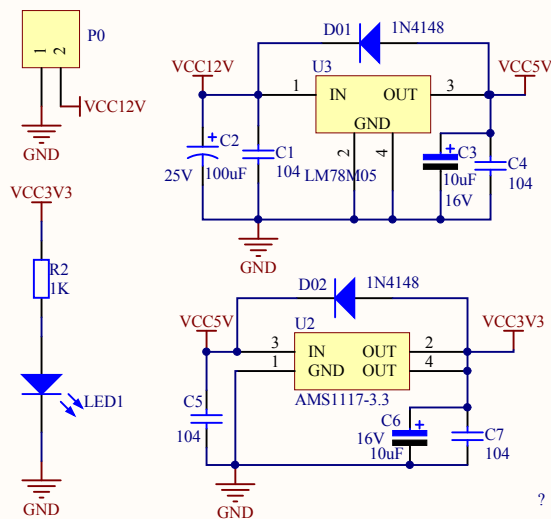 P0
1
2
VCC12V
GND
VCC3V3
R2
1K
LED1
GND
D01
1N4148
VCC12V
U3
VCC5V
1
IN
OUT
3
GND
2
4
C2
100uF
25V
C1
104
LM78M05
C3
10uF
16V
C4
104
GND
D02
1N4148
VCC5V
U2
VCC3V3
3
IN
OUT
2
1
GND
OUT
4
AMS1117-3.3
C5
104
C6
16V
10uF
C7
104
GND
?